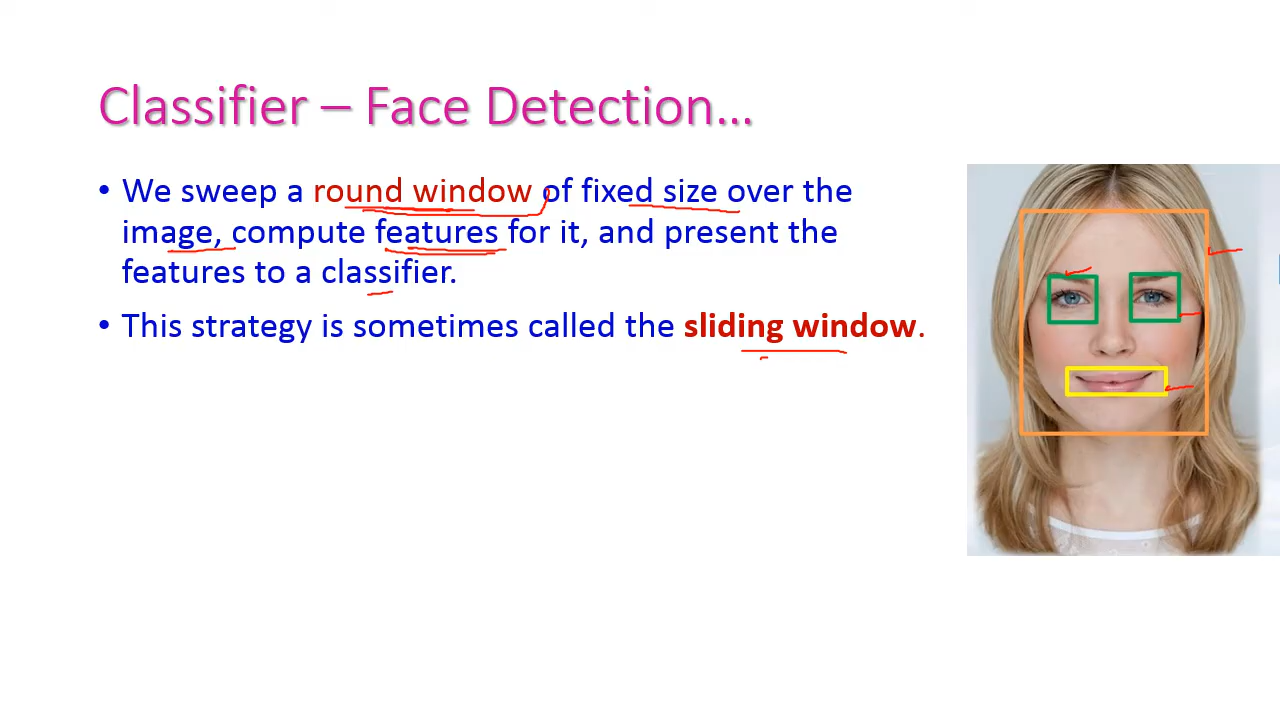 Classifier – Face Detection...
• We sweep a round window of fixed size over the
image, compute features for it, and present the
features to a classifier.
• This strategy is sometimes called the sliding window.